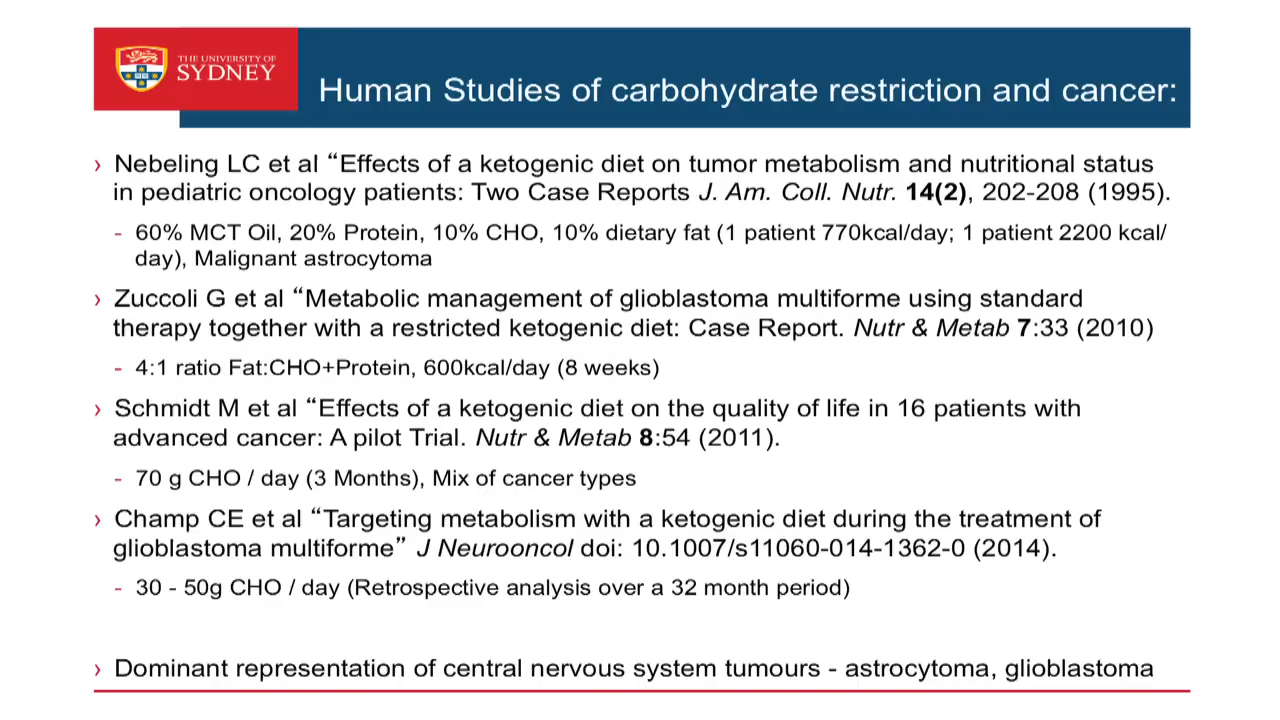 THE UNIVERSITY OF
SYDNEY
Human Studies of carbohydrate restriction and cancer:
› Nebeling LC et al “Effects of a ketogenic diet on tumor metabolism and nutritional status
in pediatric oncology patients: Two Case Reports J. Am. Coll. Nutr. 14(2), 202-208 (1995).
- 60% MCT Oil, 20% Protein, 10% CHO, 10% dietary fat (1 patient 770kcal/day; 1 patient 2200 kcal/
day), Malignant astrocytoma
› Zuccoli G et al “Metabolic management of glioblastoma multiforme using standard
therapy together with a restricted ketogenic diet: Case Report. Nutr & Metab 7:33 (2010)
- 4:1 ratio Fat:CHO+Protein, 600kcal/day (8 weeks)
› Schmidt M et al “Effects of a ketogenic diet on the quality of life in 16 patients with
advanced cancer: A pilot Trial. Nutr & Metab 8:54 (2011).
- 70 g CHO / day (3 Months), Mix of cancer types
› Champ CE et al “Targeting metabolism with a ketogenic diet during the treatment of
glioblastoma multiforme” J Neurooncol doi: 10.1007/s11060-014-1362-0 (2014).
- 30 - 50g CHO / day (Retrospective analysis over a 32 month period)
› Dominant representation of central nervous system tumours - astrocytoma, glioblastoma